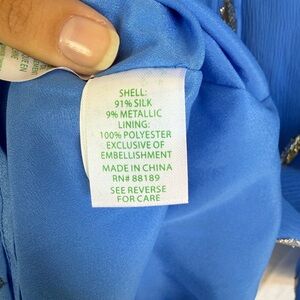 SHELL:
91% SILK
9% METALLIC
LINING:
100% POLYESTER
EXCLUSIVE OF
EMBELLISHMENT
MADE IN CHINA
RN# 88189
SEE REVERSE
FOR CARE